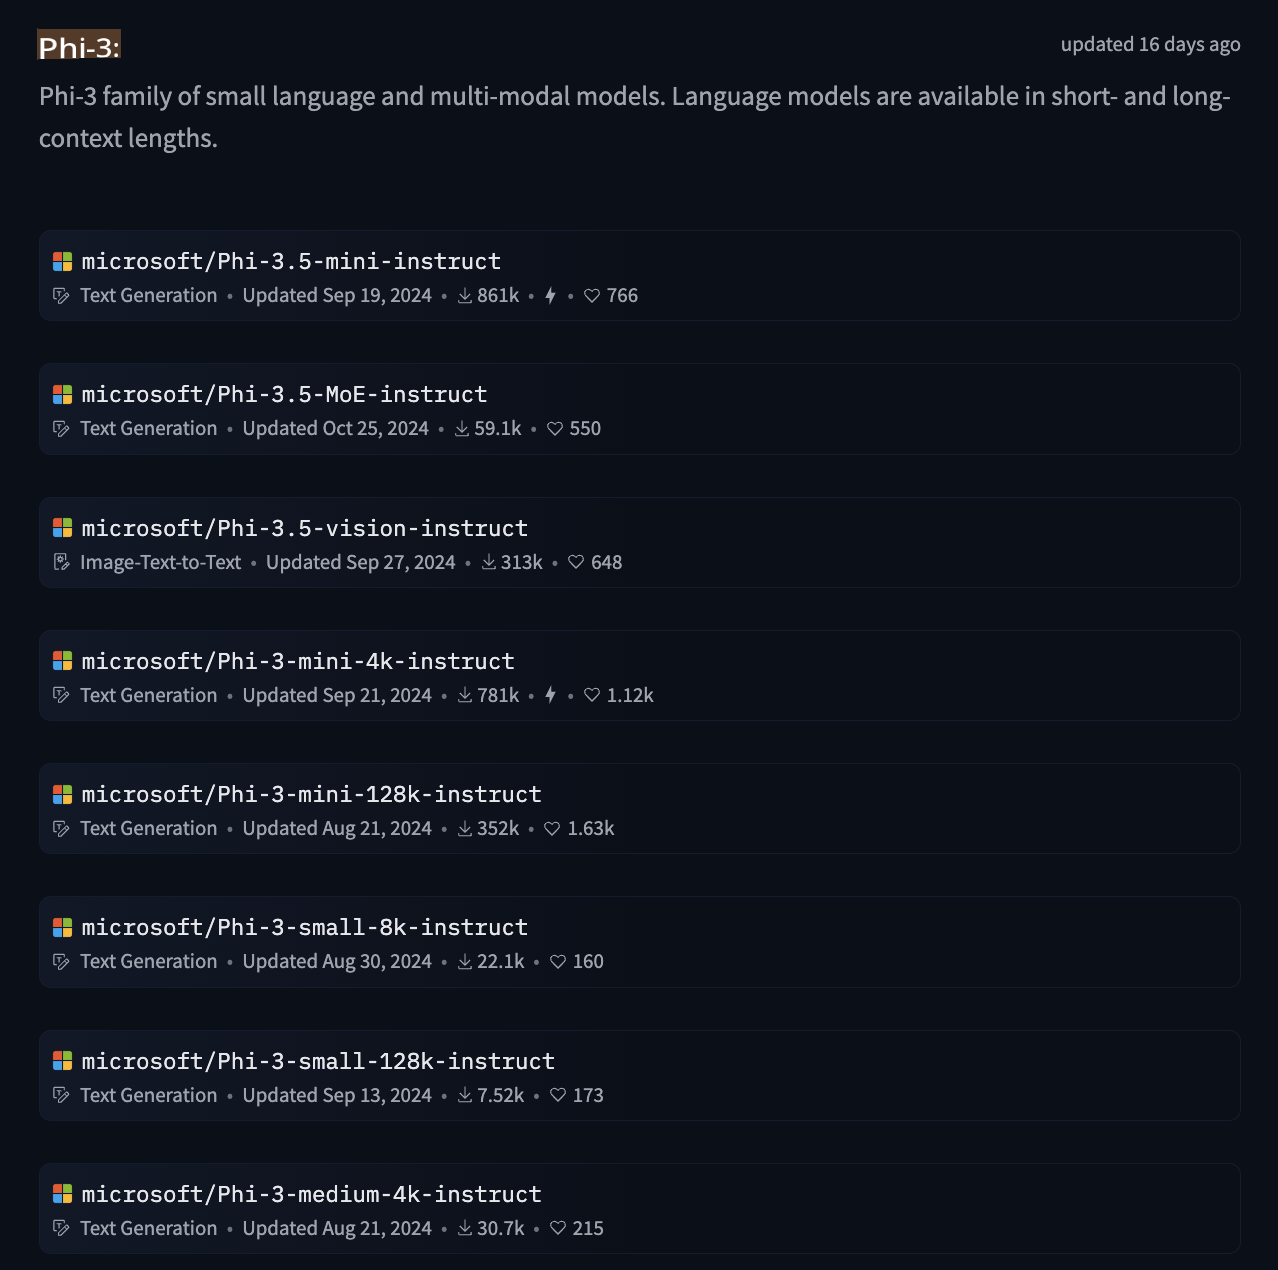 Phi-3:
updated 16 days ago
Phi-3 family of small language and multi-modal models. Language models are available in short- and long-
context lengths.
microsoft/Phi-3.5-mini-instruct
Text Generation • Updated Sep 19, 2024 • 861k • • 766
microsoft/Phi-3.5-MoE-instruct
Text Generation • Updated Oct 25, 2024 • 59.1k • 550
microsoft/Phi-3.5-vision-instruct
Image-Text-to-Text • Updated Sep 27, 2024 • 313k • 648
microsoft/Phi-3-mini-4k-instruct
Text Generation • Updated Sep 21, 2024 • 781k • • 1.12k
microsoft/Phi-3-mini-128k-instruct
Text Generation • Updated Aug 21, 2024 • 352k • 1.63k
microsoft/Phi-3-small-8k-instruct
Text Generation • Updated Aug 30, 2024 • 22.1k • 160
microsoft/Phi-3-small-128k-instruct
Text Generation • Updated Sep 13, 2024 • 7.52k • 173
microsoft/Phi-3-medium-4k-instruct
Text Generation • Updated Aug 21, 2024 • 30.7k • 215